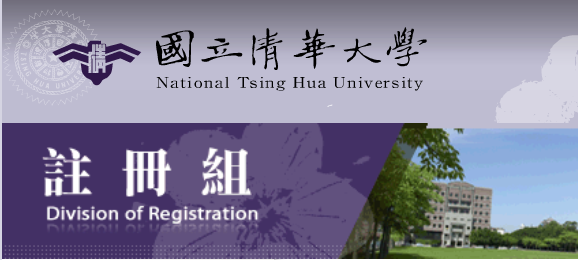 國立清華大學
National Tsing Hua University
註冊組
Division of Registration